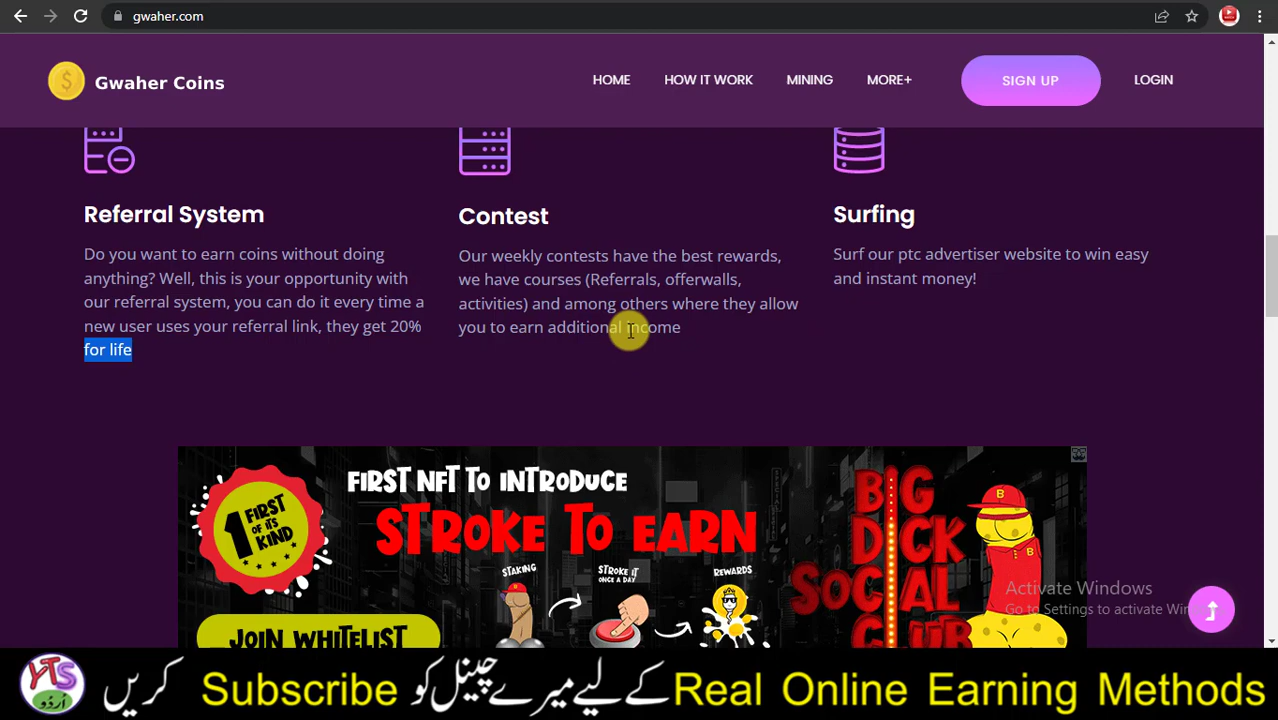 gwaher.com
Gwaher Coins
HOME HOW IT WORK MINING MORE+ SIGN UP LOGIN
Referral System
Do you want to earn coins without doing
anything? Well, this is your opportunity with
our referral system, you can do it every time a
new user uses your referral link, they get 20%
for life
Contest
Our weekly contests have the best rewards,
we have courses (Referrals, offerwalls,
activities) and among others where they allow
you to earn additional income
Surfing
Surf our ptc advertiser website to win easy
and instant money!
1 FIRST
OF ITS
KIND
FIRST NFT TO INTRODUCE
STROKE TO EARN
STAKING
STROKE IT
ONCE A DAY
REWARDS
JOIN WHITELIST
BIG
DICK
SOCIAL
CLUB
B
B
Activate Windows
Go to Settings to activate Win
YTS
اُردُو
Real Online Earning Methods کے لیے میرے چینل کو Subscribe کریں